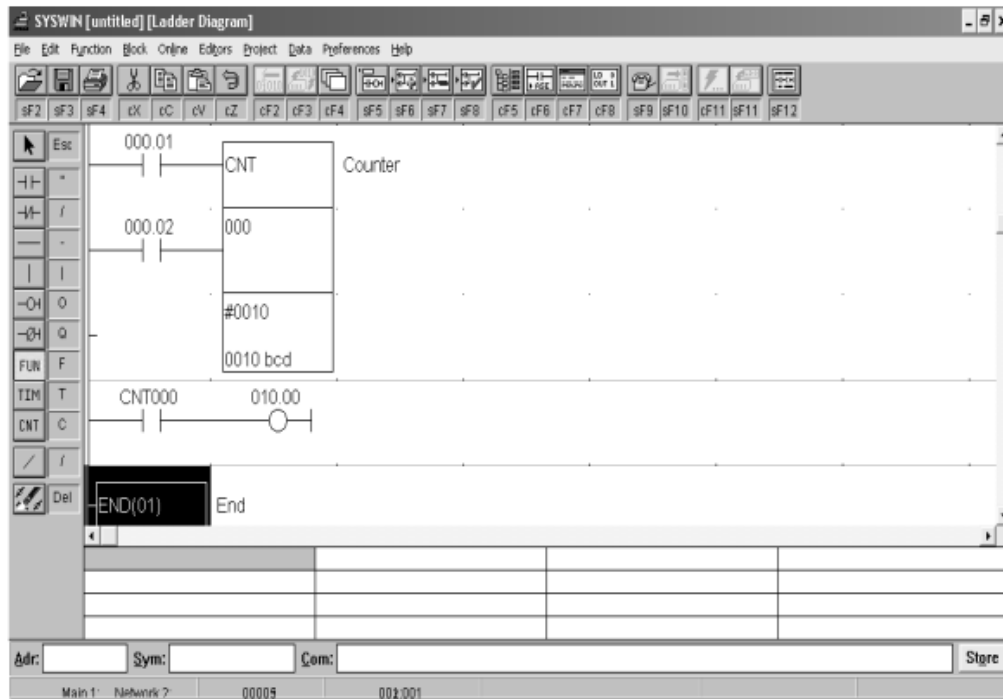 SYSWIN [untitled] [Ladder Diagram]
File Edit Function Block Online Editors Project Data Preferences Help
sF2 sF3 sF4 cX cC cV cZ cF2 cF3 cF4 sF5 sF6 sF7 sF8 cF5 cF6 cF7 cF8 sF9 sF10 cF11 sF11 sF12
Esc
"
/
-
|
O
Q
FUN F
TIM T
CNT C
/
Del
000.01
CNT Counter
000.02 000
#0010
0010 bcd
CNT000 010.00
END(01) End
Adr: Sym: Com: Store
Main 1: Network 2: 00005 002:001